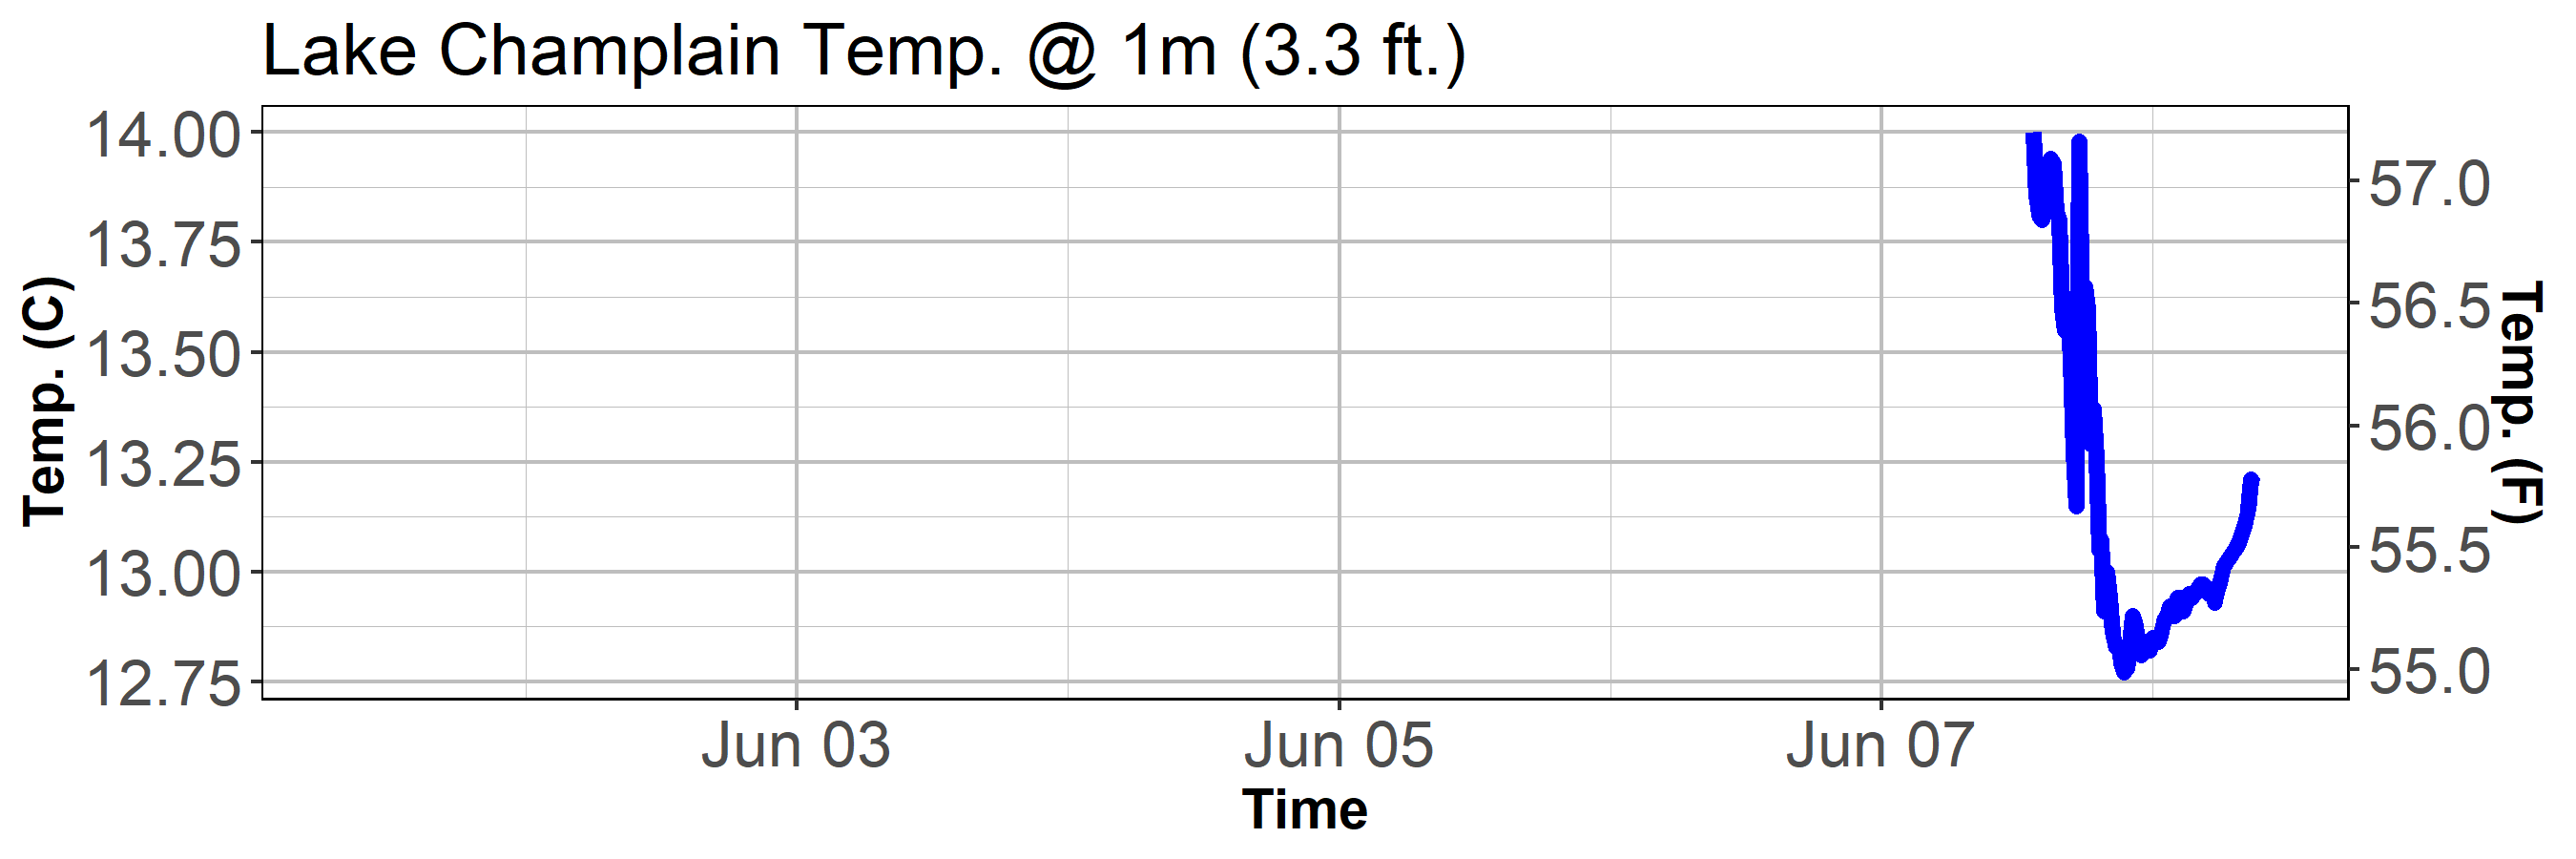 Lake Champlain Temp. @ 1m (3.3 ft.)
Temp. (C)
14.00
13.75
13.50
13.25
13.00
12.75
57.0
56.5
56.0
55.5
55.0
Temp. (F)
Jun 03 Jun 05 Jun 07
Time